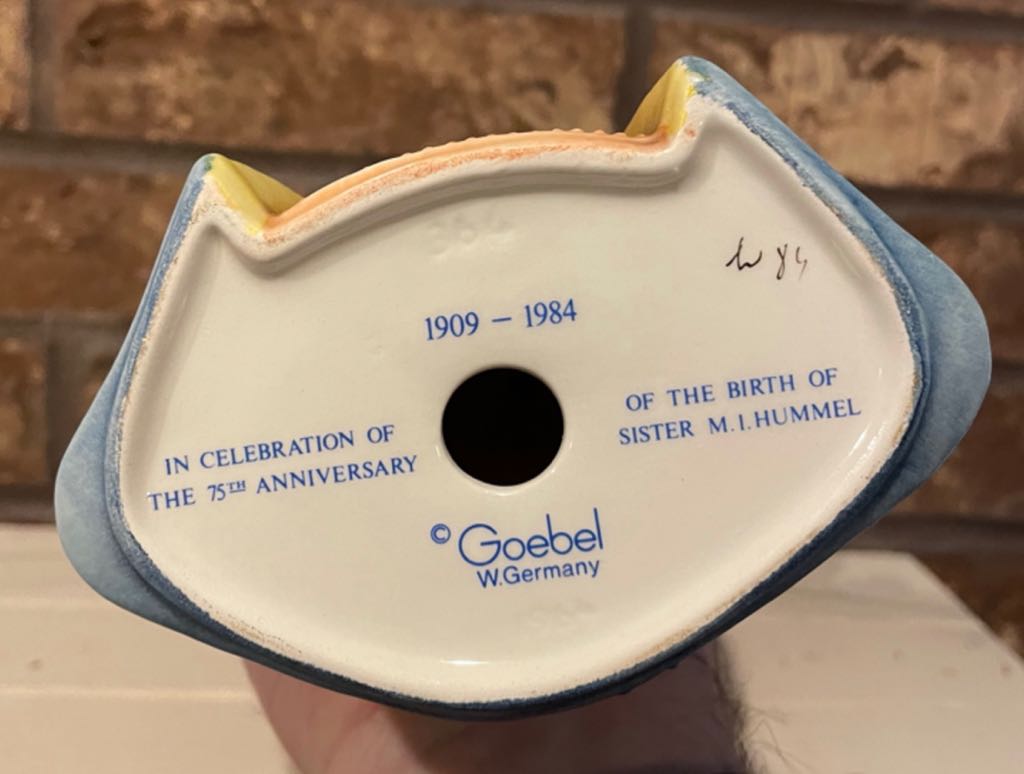 1909 – 1984
IN CELEBRATION OF
THE 75TH ANNIVERSARY
OF THE BIRTH OF
SISTER M.I.HUMMEL
© Goebel
W.Germany